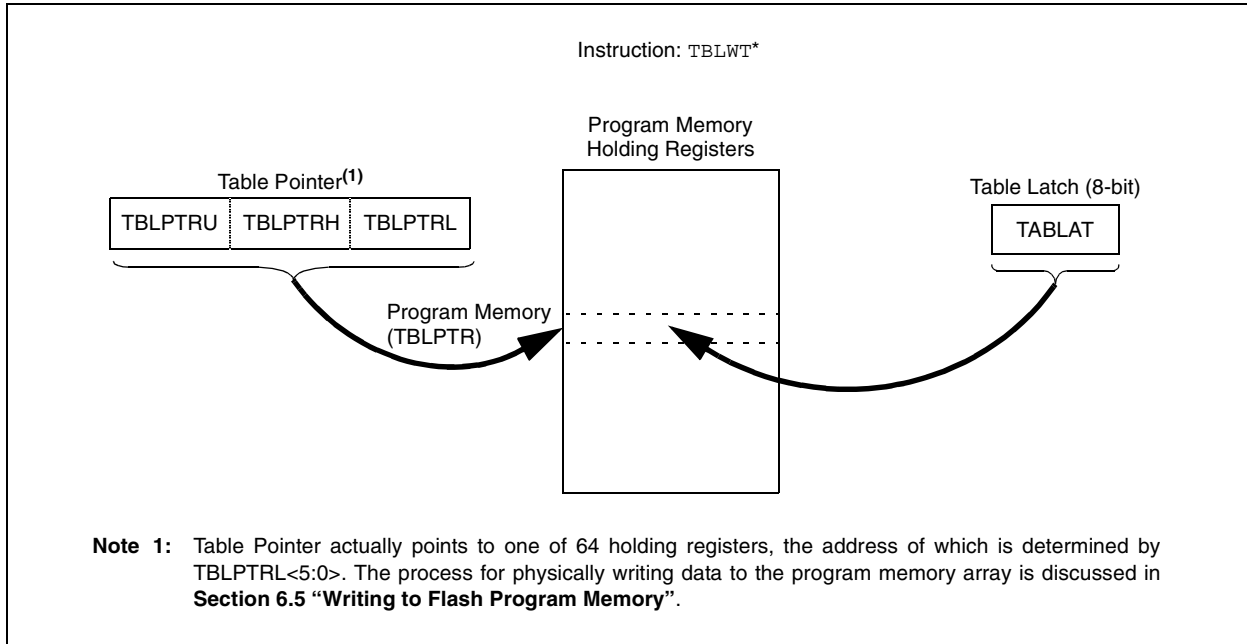 Instruction: TBLWT*
Program Memory
Holding Registers
Table Pointer(1)
Table Latch (8-bit)
TBLPTRU TBLPTRH TBLPTRL
TABLAT
Program Memory
(TBLPTR)
Note 1: Table Pointer actually points to one of 64 holding registers, the address of which is determined by
TBLPTRL<5:0>. The process for physically writing data to the program memory array is discussed in
Section 6.5 “Writing to Flash Program Memory”.